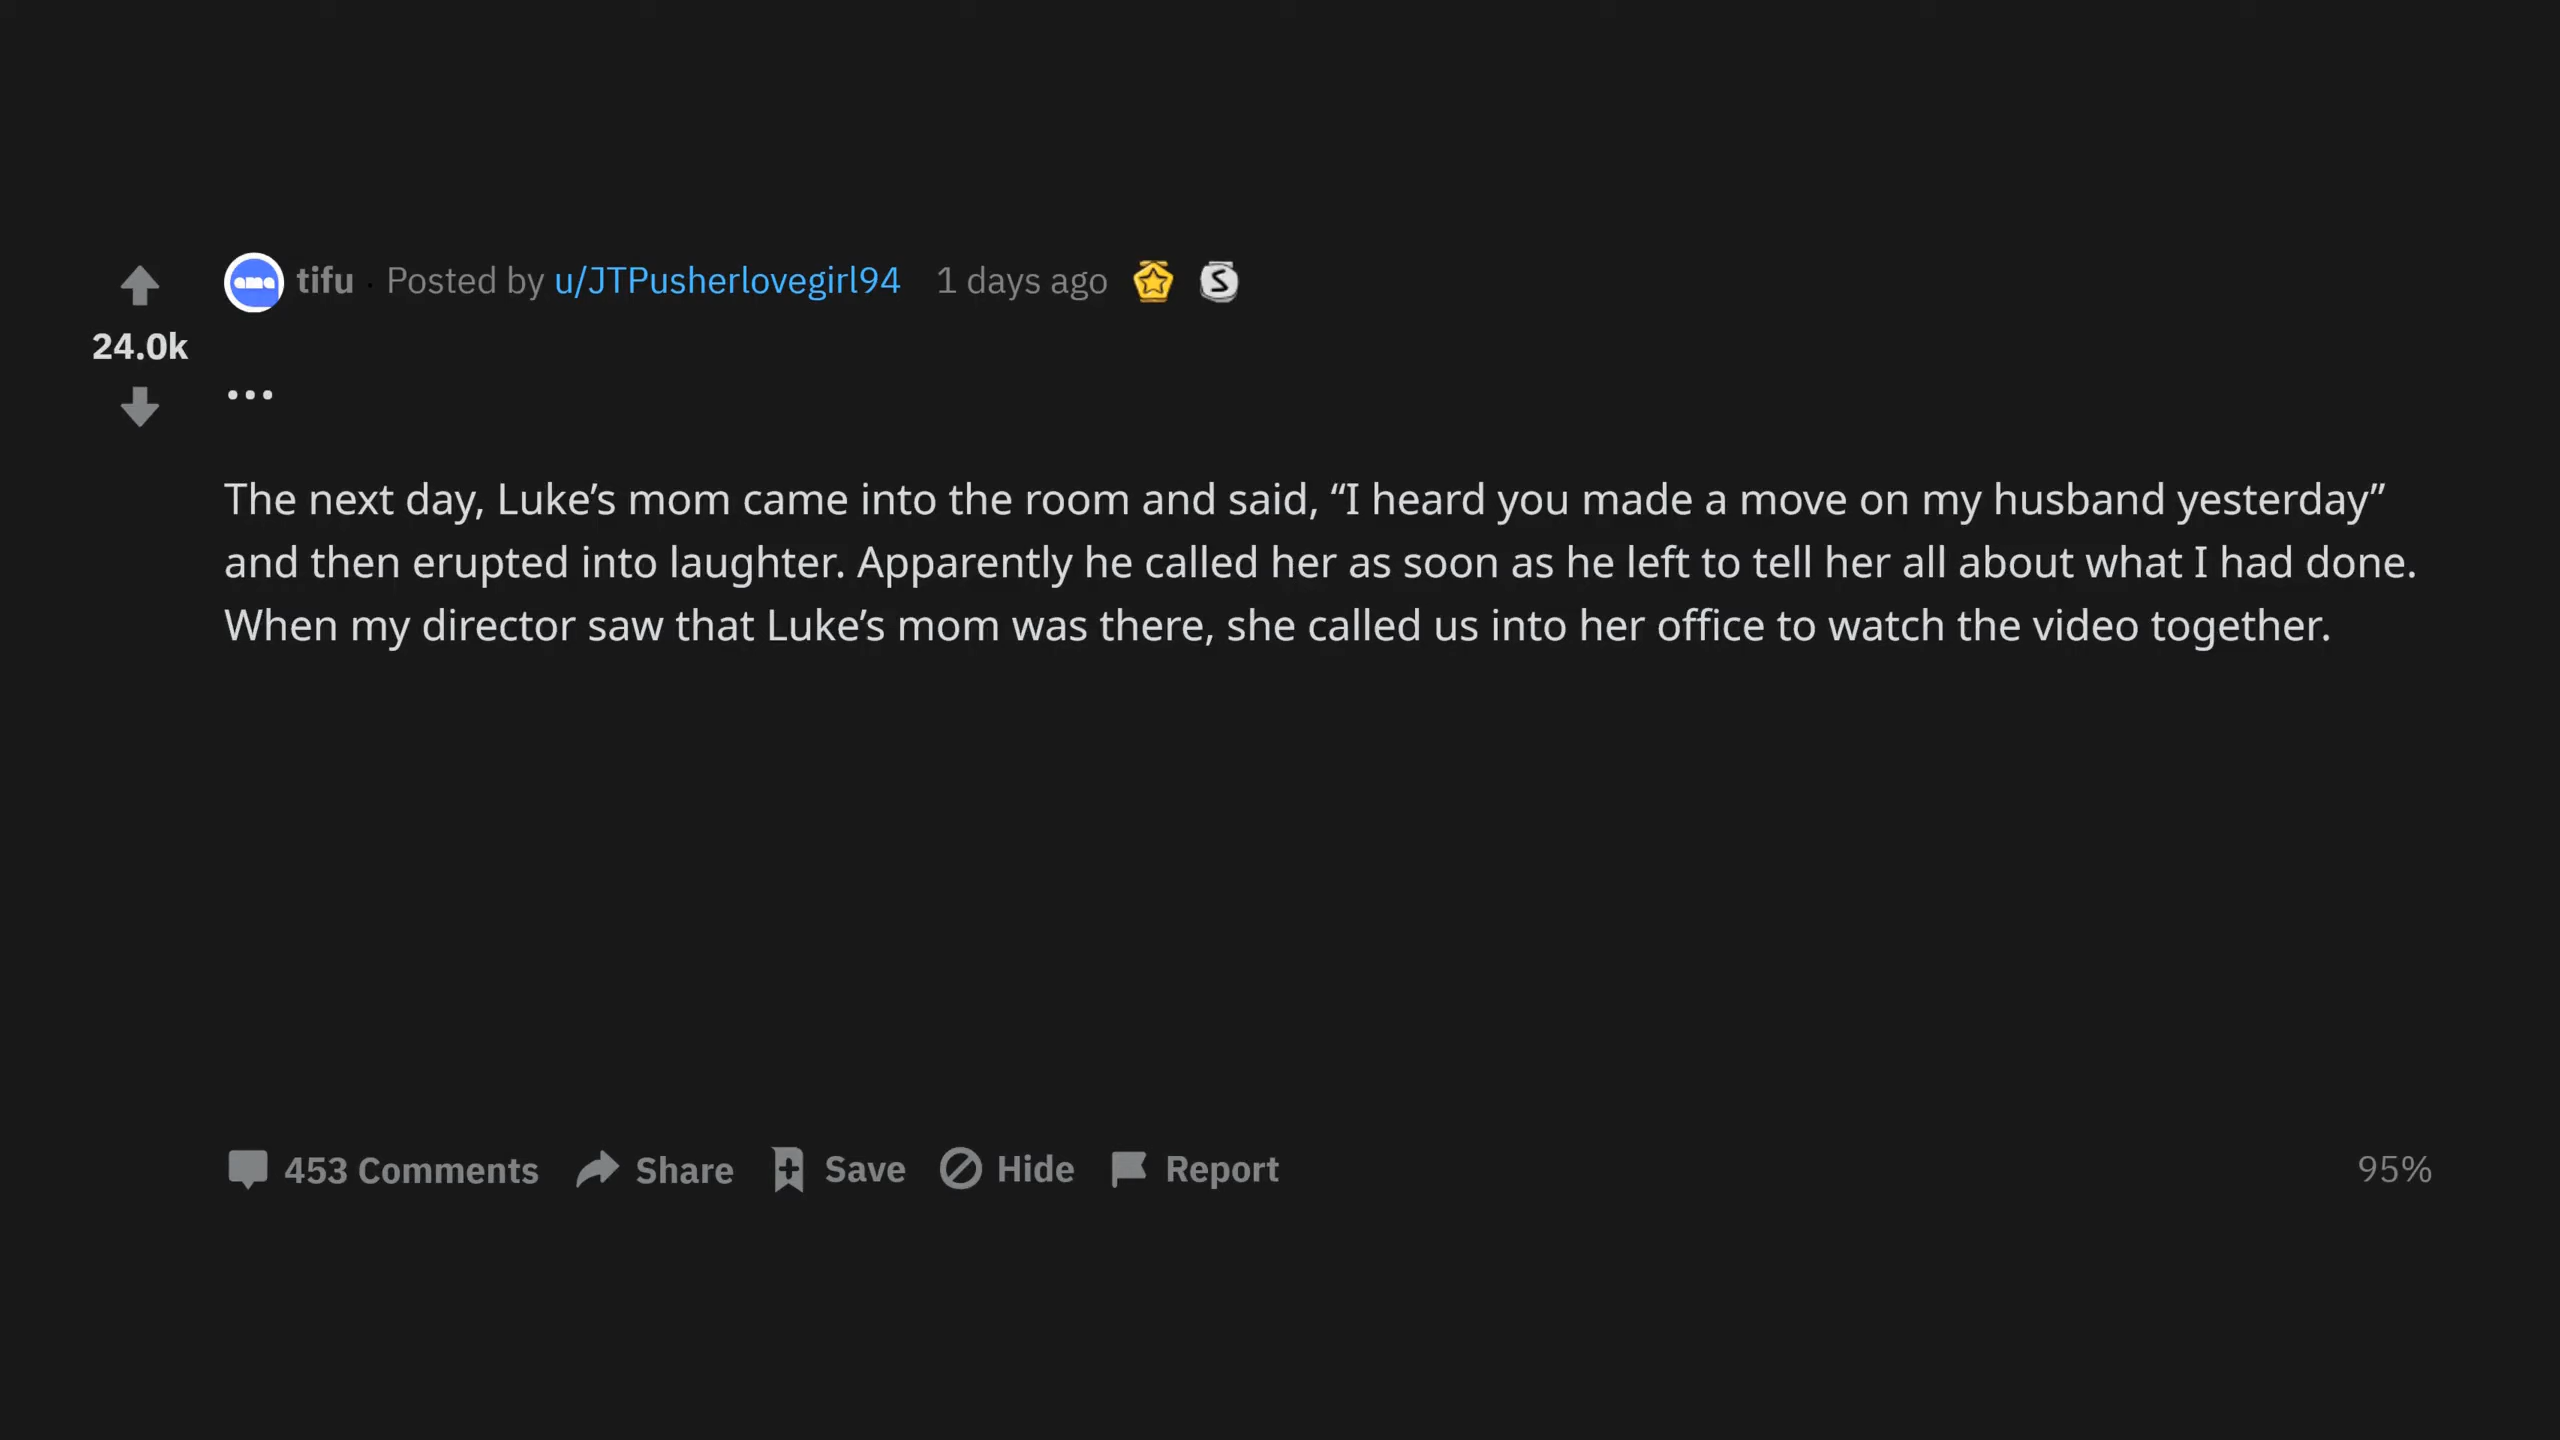 ama tifu · Posted by u/JTPusherlovegirl94 1 days ago S
24.0k
...
The next day, Luke’s mom came into the room and said, “I heard you made a move on my husband yesterday”
and then erupted into laughter. Apparently he called her as soon as he left to tell her all about what I had done.
When my director saw that Luke’s mom was there, she called us into her office to watch the video together.
453 Comments Share Save Hide Report 95%